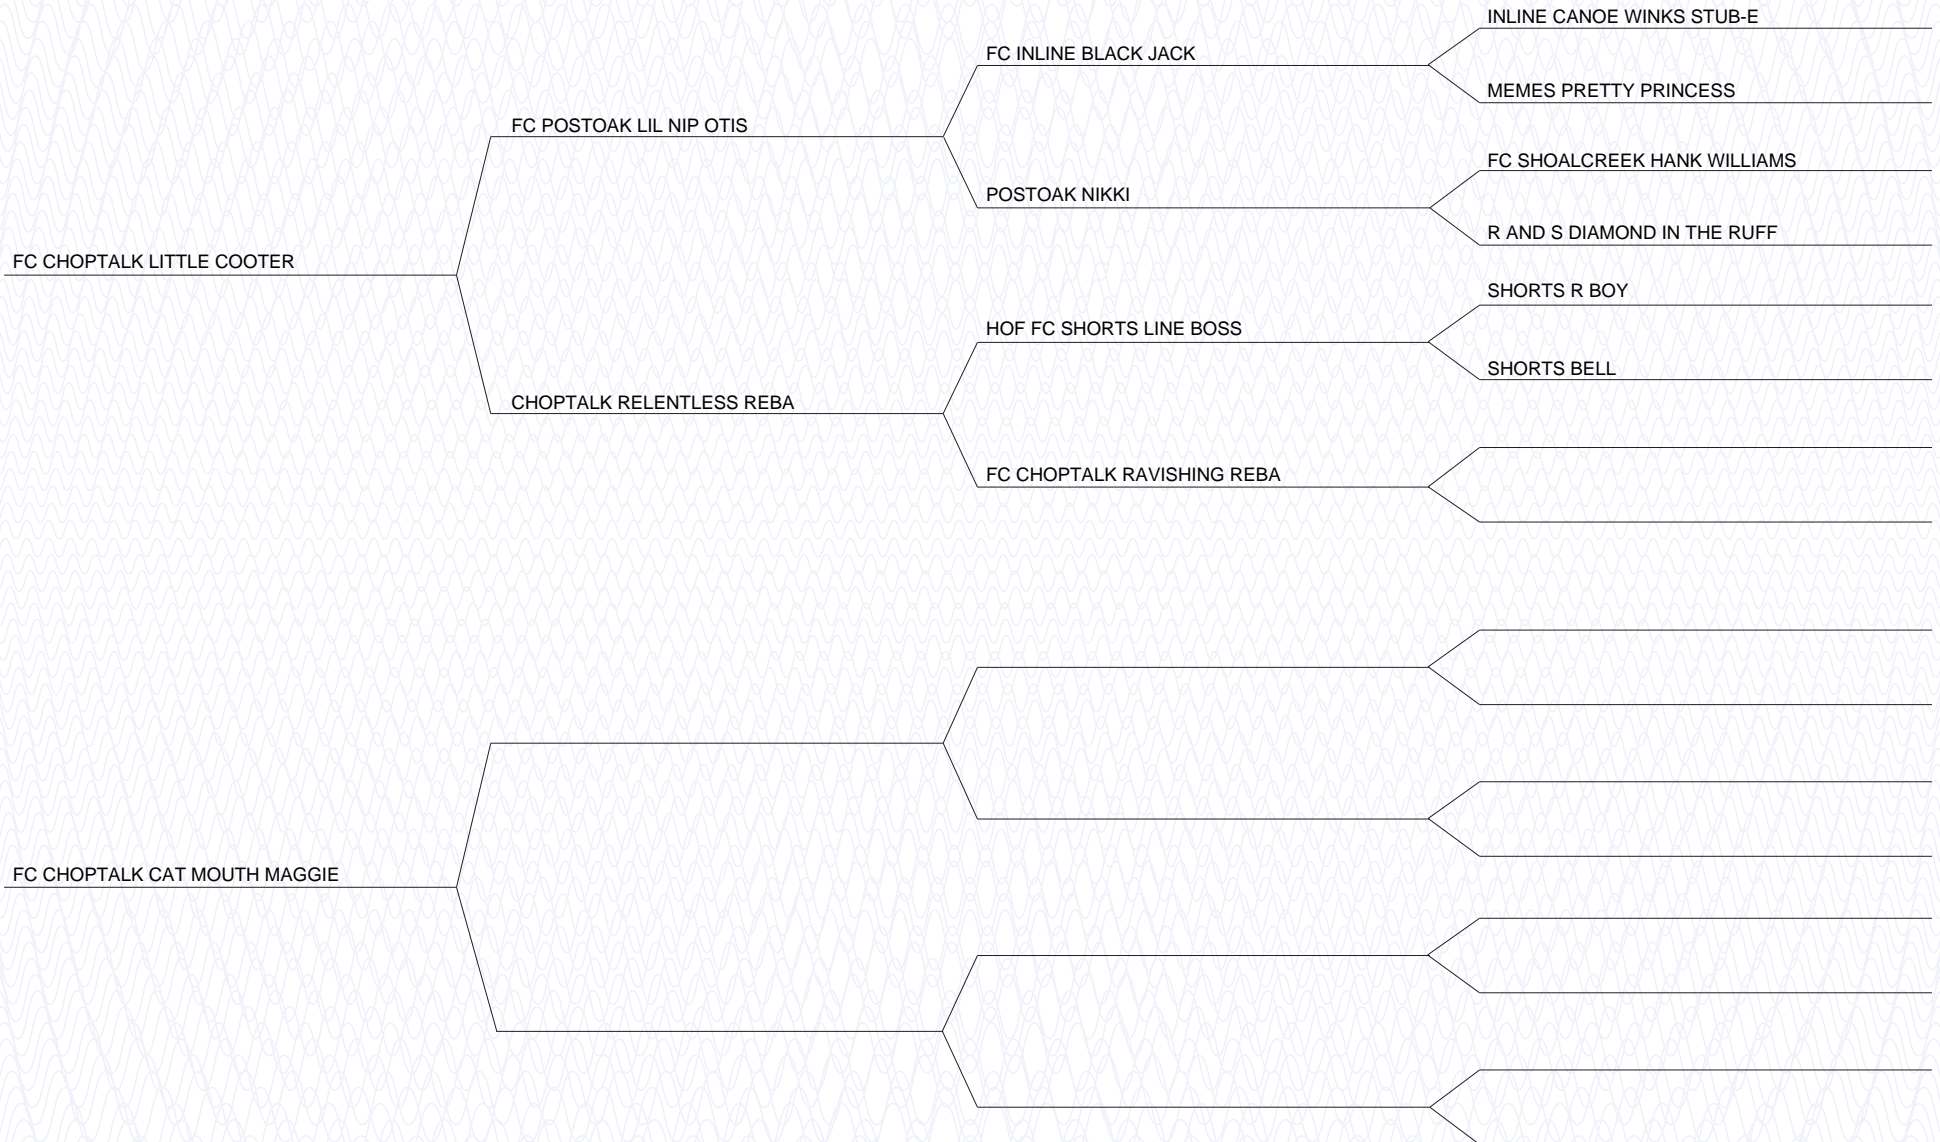 INLINE CANOE WINKS STUB-E
FC INLINE BLACK JACK
MEMES PRETTY PRINCESS
FC POSTOAK LIL NIP OTIS
FC SHOALCREEK HANK WILLIAMS
POSTOAK NIKKI
R AND S DIAMOND IN THE RUFF
FC CHOPTALK LITTLE COOTER
SHORTS R BOY
HOF FC SHORTS LINE BOSS
SHORTS BELL
CHOPTALK RELENTLESS REBA
FC CHOPTALK RAVISHING REBA
FC CHOPTALK CAT MOUTH MAGGIE